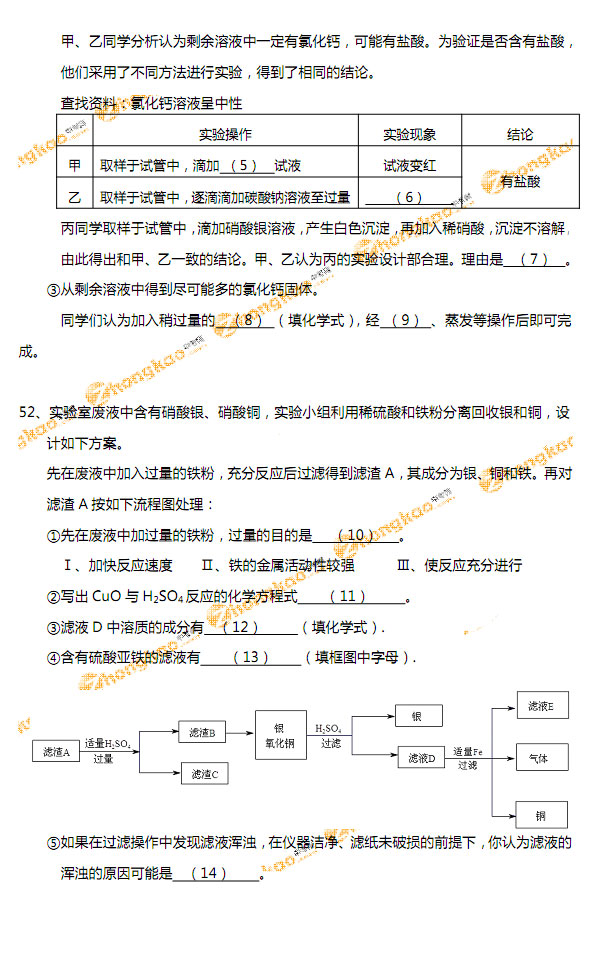 甲、乙同学分析认为剩余溶液中一定有氯化钙，可能有盐酸。为验证是否含有盐酸，
他们采用了不同方法进行实验，得到了相同的结论。
查找资料：氯化钙溶液呈中性
实验操作 实验现象 结论
甲 取样于试管中，滴加（5）试液 试液变红
有盐酸
乙 取样于试管中，逐滴滴加碳酸钠溶液至过量 （6）
丙同学取样于试管中，滴加硝酸银溶液，产生白色沉淀，再加入稀硝酸，沉淀不溶解，
由此得出和甲、乙一致的结论。甲、乙认为丙的实验设计部合理。理由是（7）。
③从剩余溶液中得到尽可能多的氯化钙固体。
同学们认为加入稍过量的（8）（填化学式），经（9）、蒸发等操作后即可完
成。
52、实验室废液中含有硝酸银、硝酸铜，实验小组利用稀硫酸和铁粉分离回收银和铜，设
计如下方案。
先在废液中加入过量的铁粉，充分反应后过滤得到滤渣 A，其成分为银、铜和铁。再对
滤渣 A 按如下流程图处理：
①先在废液中加过量的铁粉，过量的目的是（10）。
Ⅰ、加快反应速度 Ⅱ、铁的金属活动性较强 Ⅲ、使反应充分进行
②写出 CuO 与 H₂SO₄ 反应的化学方程式（11）。
③滤液 D 中溶质的成分有（12）（填化学式）.
④含有硫酸亚铁的滤液有（13）（填框图中字母）.
滤渣A
适量H₂SO₄
过量
滤渣B
滤渣C
银
氧化铜
H₂SO₄
过滤
银
滤液D
适量Fe
过滤
滤液E
气体
铜
⑤如果在过滤操作中发现滤液浑浊，在仪器洁净、滤纸未破损的前提下，你认为滤液的
浑浊的原因可能是（14）。